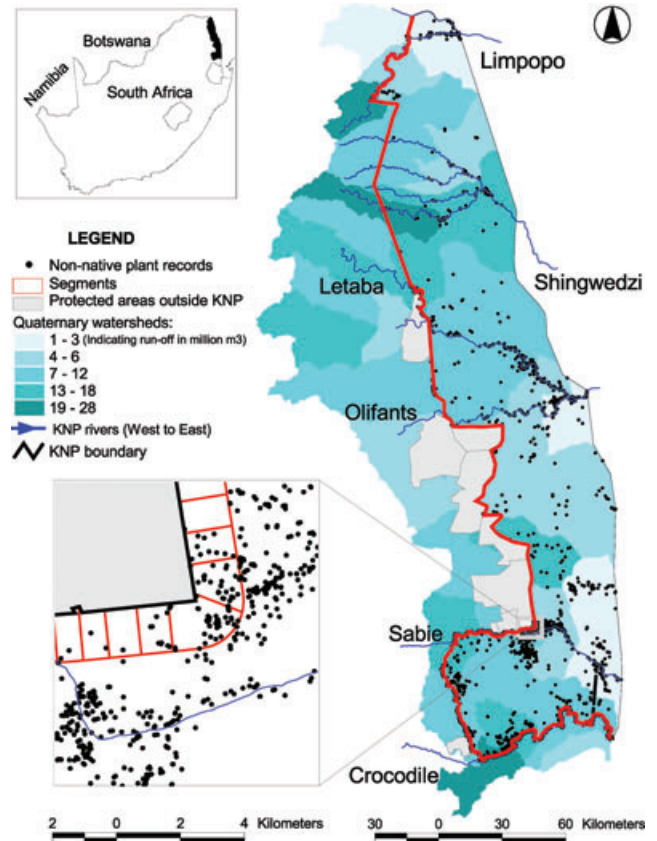 Botswana
Namibia
South Africa
Limpopo
LEGEND
Non-native plant records
Segments
Protected areas outside KNP
Quaternary watersheds:
1 - 3 (Indicating run-off in million m3)
4 - 6
7 - 12
13 - 18
19 - 28
KNP rivers (West to East)
KNP boundary
Letaba
Shingwedzi
Olifants
Sabie
Crocodile
2 0 2 4 Kilometers
30 0 30 60 Kilometers